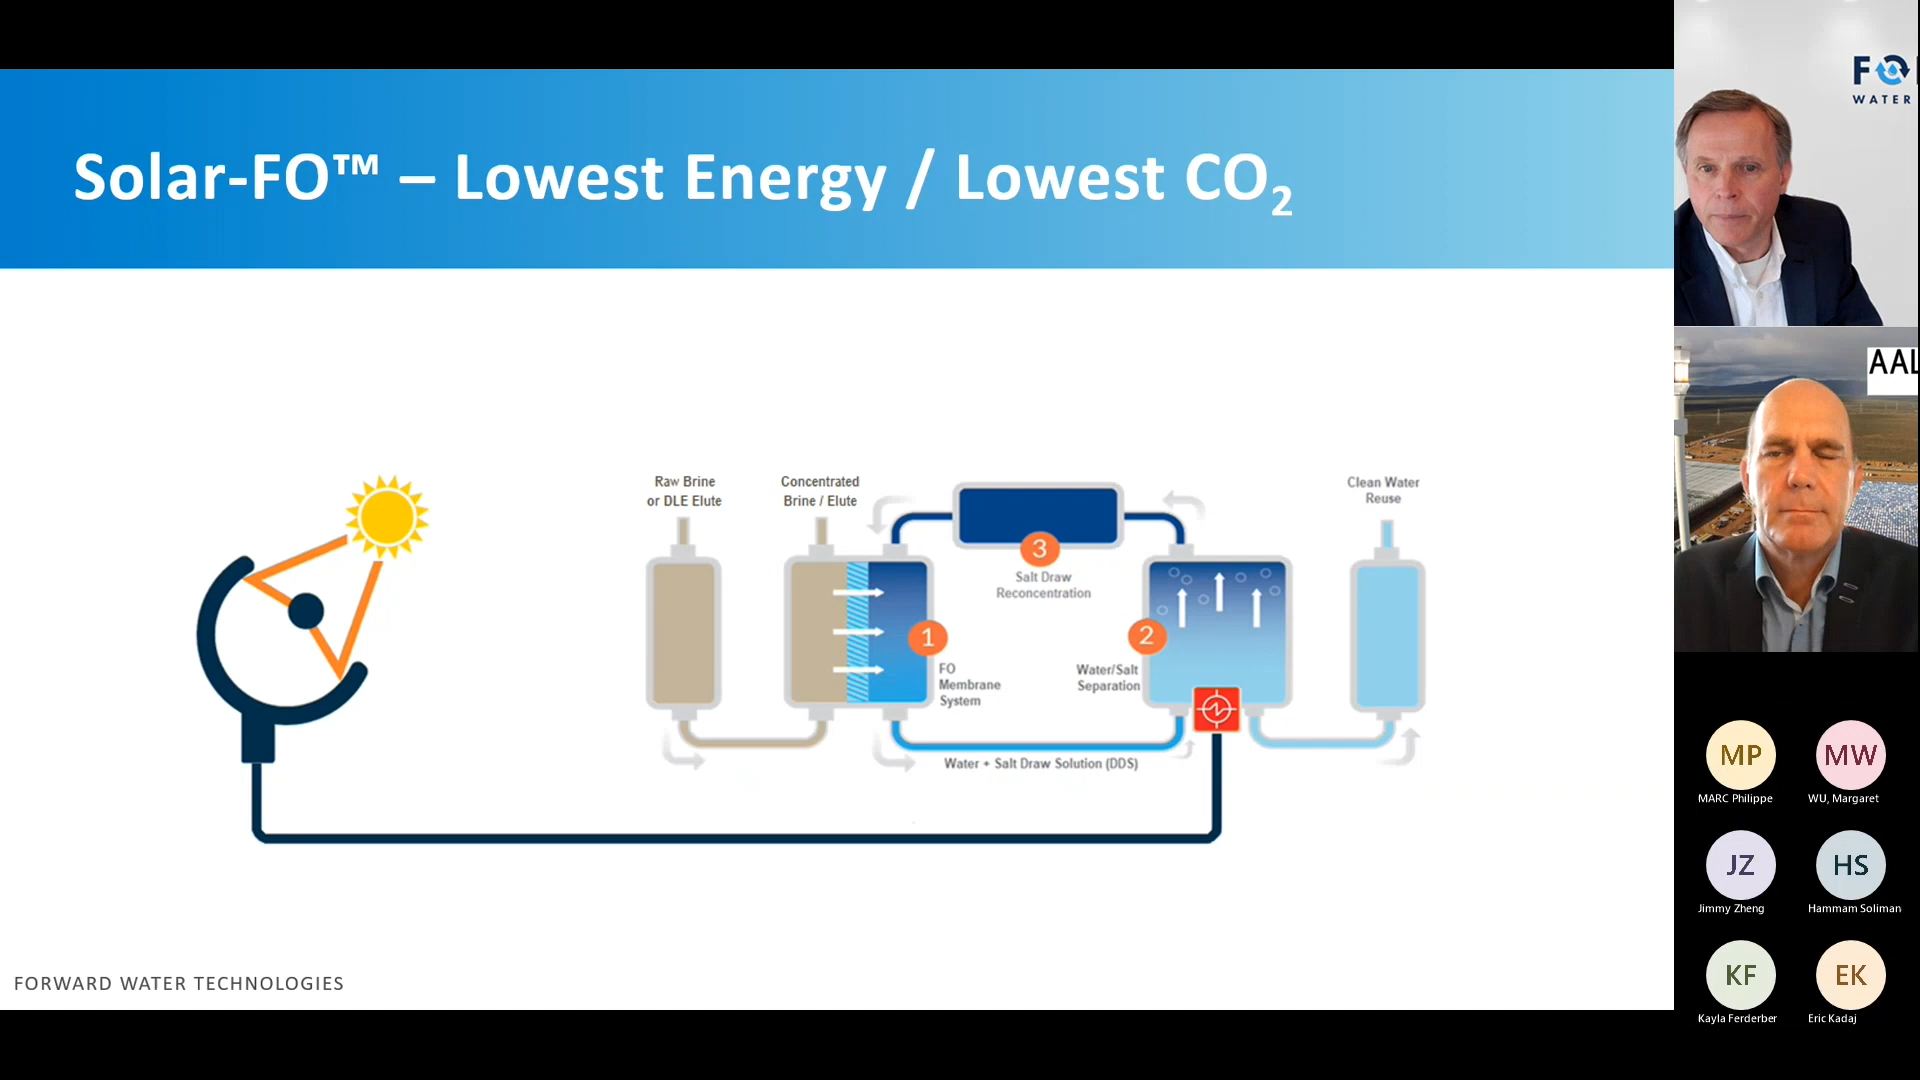 Solar-FO™ – Lowest Energy / Lowest CO₂
Raw Brine
or DLE Elute
Concentrated
Brine / Elute
Clean Water
Reuse
3
Salt Draw
Reconcentration
1
2
FO
Membrane
System
Water/Salt
Separation
Water + Salt Draw Solution (DDS)
FORWARD WATER TECHNOLOGIES
WATER
AAL
MP
MARC Philippe
MW
WU, Margaret
JZ
Jimmy Zheng
HS
Hammam Soliman
KF
Kayla Ferderber
EK
Eric Kadaj